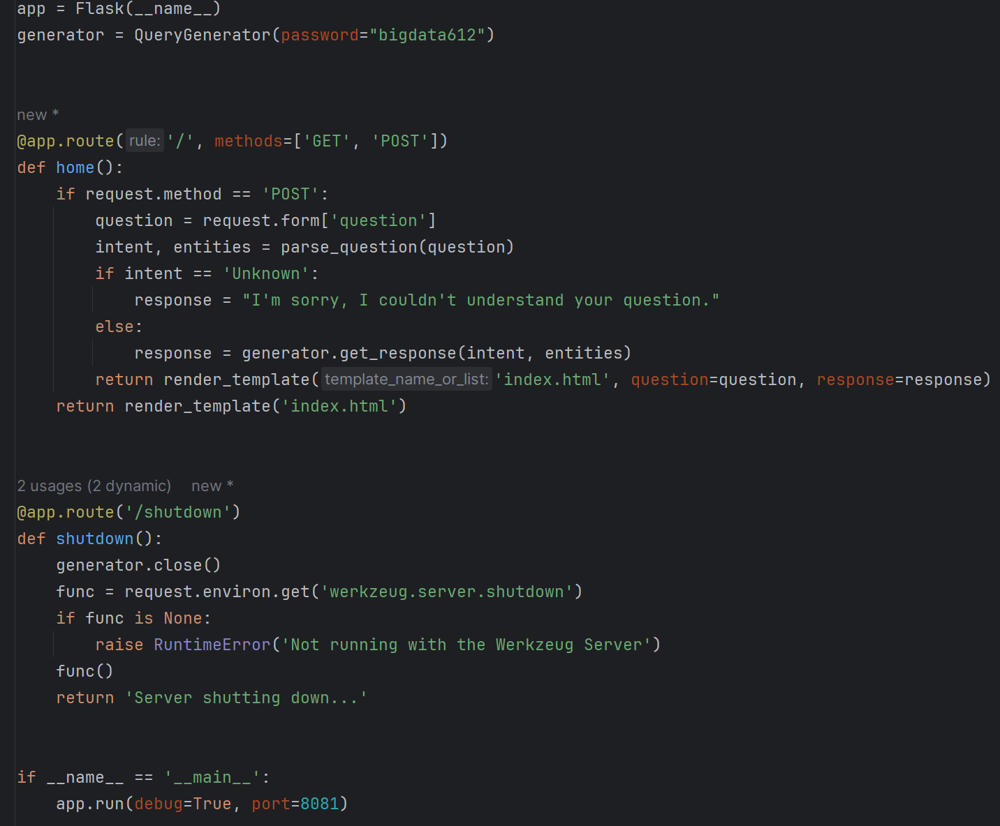 app = Flask(__name__)
generator = QueryGenerator(password="bigdata612")
new *
@app.route(rule: '/', methods=['GET', 'POST'])
def home():
    if request.method == 'POST':
        question = request.form['question']
        intent, entities = parse_question(question)
        if intent == 'Unknown':
            response = "I'm sorry, I couldn't understand your question."
        else:
            response = generator.get_response(intent, entities)
        return render_template(template_name_or_list: 'index.html', question=question, response=response)
    return render_template('index.html')
2 usages (2 dynamic)    new *
@app.route('/shutdown')
def shutdown():
    generator.close()
    func = request.environ.get('werkzeug.server.shutdown')
    if func is None:
        raise RuntimeError('Not running with the Werkzeug Server')
    func()
    return 'Server shutting down...'
if __name__ == '__main__':
    app.run(debug=True, port=8081)